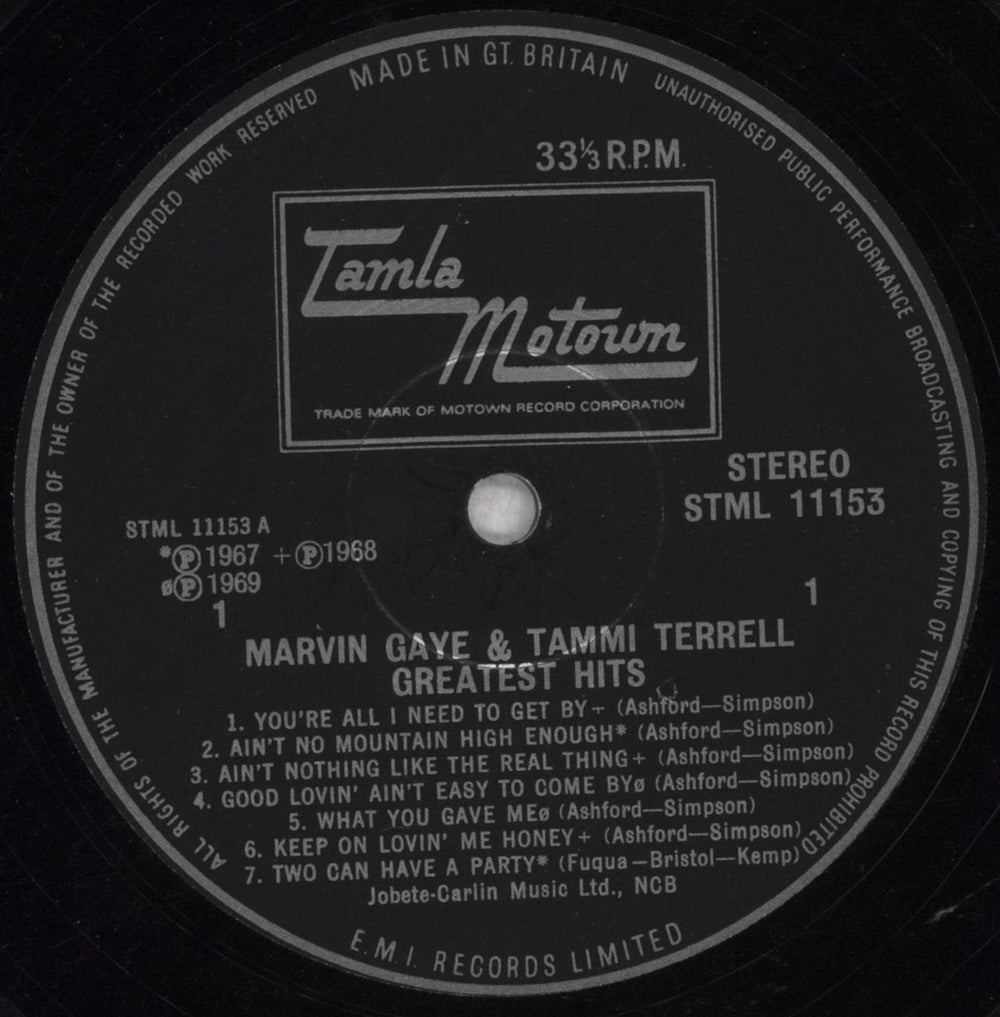 MADE IN GT. BRITAIN
UNAUTHORISED PUBLIC PERFORMANCE BROADCASTING AND COPYING OF THIS RECORD PROHIBITED
ALL RIGHTS OF THE MANUFACTURER AND OF THE OWNER OF THE RECORDED WORK RESERVED
33⅓ R.P.M.
Tamla
Motown
TRADE MARK OF MOTOWN RECORD CORPORATION
STEREO
STML 11153
STML 11153 A
*℗ 1967 +℗ 1968
ø℗ 1969
1
1
MARVIN GAYE & TAMMI TERRELL
GREATEST HITS
1. YOU'RE ALL I NEED TO GET BY+ (Ashford—Simpson)
2. AIN'T NO MOUNTAIN HIGH ENOUGH* (Ashford—Simpson)
3. AIN'T NOTHING LIKE THE REAL THING+ (Ashford—Simpson)
4. GOOD LOVIN' AIN'T EASY TO COME BYø (Ashford—Simpson)
5. WHAT YOU GAVE MEø (Ashford—Simpson)
6. KEEP ON LOVIN' ME HONEY+ (Ashford—Simpson)
7. TWO CAN HAVE A PARTY* (Fuqua—Bristol—Kemp)
Jobete-Carlin Music Ltd., NCB
E.M.I. RECORDS LIMITED